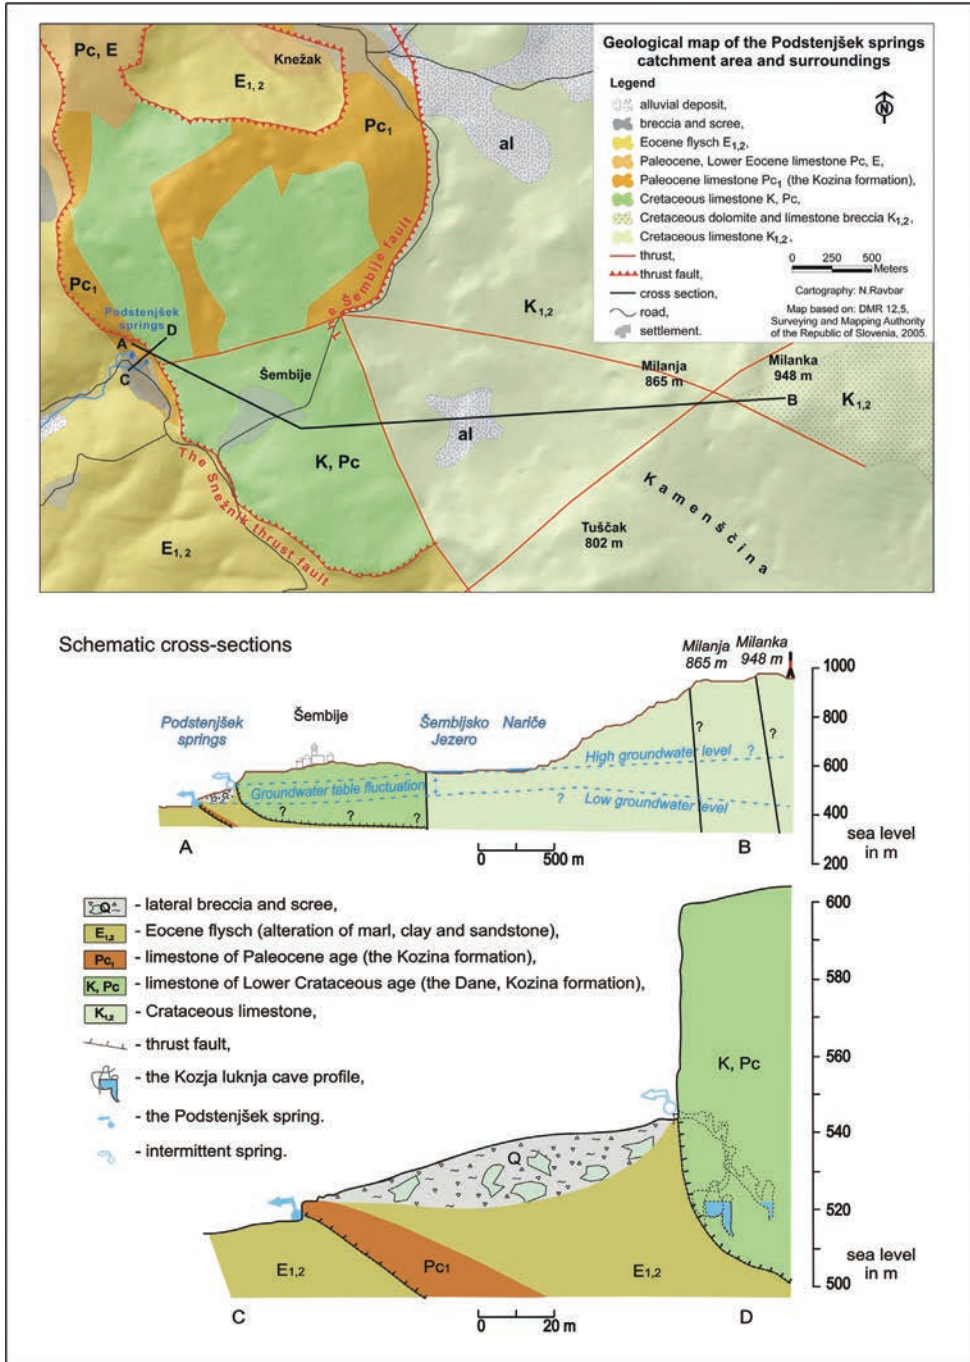 Geological map of the Podstenjšek springs
catchment area and surroundings
Legend
alluvial deposit,
breccia and scree,
Eocene flysch E1,2,
Paleocene, Lower Eocene limestone Pc, E,
Paleocene limestone Pc1 (the Kozina formation),
Cretaceous limestone K, Pc,
Cretaceous dolomite and limestone breccia K1,2,
Cretaceous limestone K1,2,
thrust,
thrust fault,
cross section,
road,
settlement.
N
0 250 500
Meters
Cartography: N.Ravbar
Map based on: DMR 12,5,
Surveying and Mapping Authority
of the Republic of Slovenia, 2005.
Pc, E
Knežak
E1, 2
Pc1
al
The Šembije fault
Pc1
Podstenjšek
springs
D
A
C
K1,2
Šembije
Milanja
865 m
Milanka
948 m
B
K1,2
al
K, Pc
The Snežnik thrust fault
E1, 2
Tuščak
802 m
Kamenščina
Schematic cross-sections
Milanja
865 m
Milanka
948 m
1000
800
600
400
200
sea level
in m
Podstenjšek
springs
Šembije
Šembijsko
Jezero
Nariče
High groundwater level
?
?
?
Groundwater table fluctuation
?
Low groundwater level
? ? ?
A
B
0 500 m
Q - lateral breccia and scree,
E1,2 - Eocene flysch (alteration of marl, clay and sandstone),
Pc1 - limestone of Paleocene age (the Kozina formation),
K, Pc - limestone of Lower Crataceous age (the Dane, Kozina formation),
K1,2 - Crataceous limestone,
- thrust fault,
- the Kozja luknja cave profile,
- the Podstenjšek spring.
- intermittent spring.
600
580
560
540
520
500
sea level
in m
K, Pc
Q
E1,2
Pc1
E1,2
C
D
0 20 m